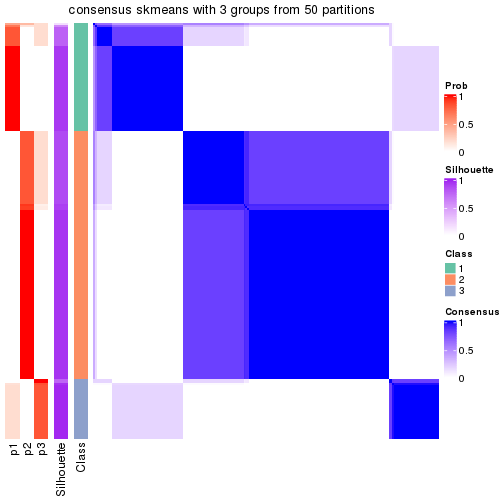 consensus skmeans with 3 groups from 50 partitions
Prob
1
0.5
0
Silhouette
1
0.5
0
Class
1
2
3
Consensus
1
0.5
0
p1
p2
p3
Silhouette
Class